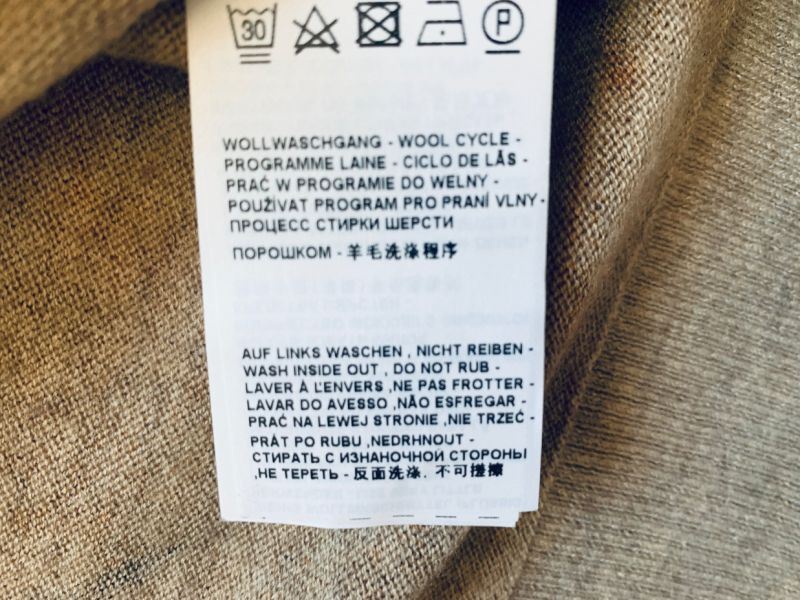 30 P
WOLLWASCHGANG - WOOL CYCLE -
PROGRAMME LAINE - CICLO DE LÃS -
PRAĆ W PROGRAMIE DO WELNY -
POUŽÍVAT PROGRAM PRO PRANÍ VLNY -
ПРОЦЕСС СТИРКИ ШЕРСТИ
ПОРОШКОМ - 羊毛洗涤程序
AUF LINKS WASCHEN , NICHT REIBEN -
WASH INSIDE OUT , DO NOT RUB -
LAVER À L'ENVERS ,NE PAS FROTTER -
LAVAR DO AVESSO ,NÃO ESFREGAR -
PRAĆ NA LEWEJ STRONIE ,NIE TRZEĆ -
PRÁT PO RUBU ,NEDRHNOUT -
СТИРАТЬ С ИЗНАНОЧНОЙ СТОРОНЫ
,НЕ ТЕРЕТЬ - 反面洗涤. 不可搓擦